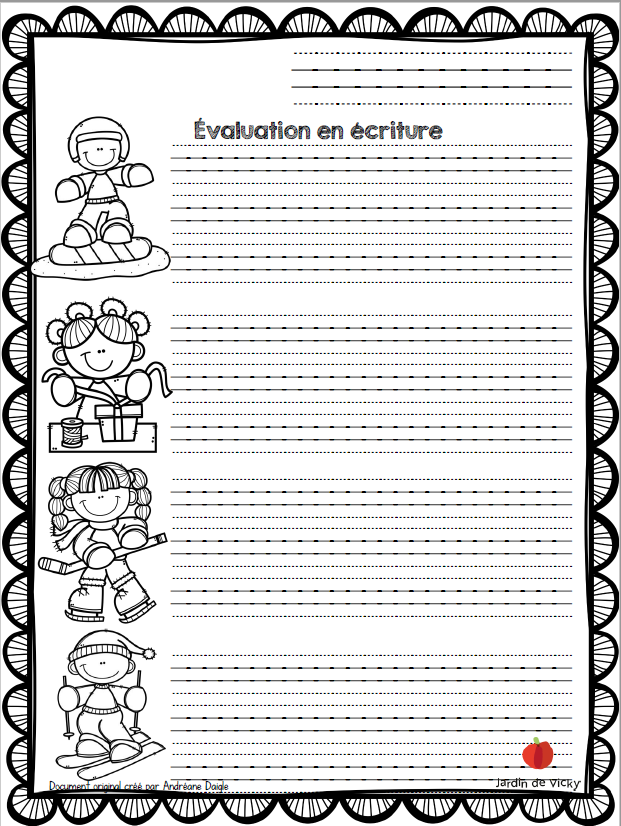 Évaluation en écriture
Document original créé par Andréane Daigle
Jardin de Vicky